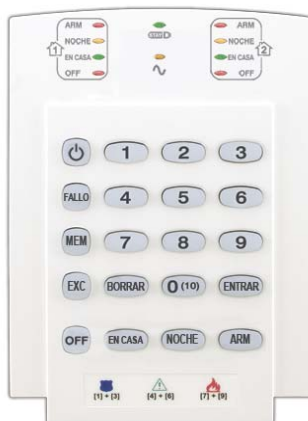 ARM ARM
NOCHE NOCHE
1 2
EN CASA EN CASA
OFF OFF
1 2 3
FALLO 4 5 6
MEM 7 8 9
EXC BORRAR 0 (10) ENTRAR
OFF EN CASA NOCHE ARM
[1] + [3] [4] + [6] [7] + [9]